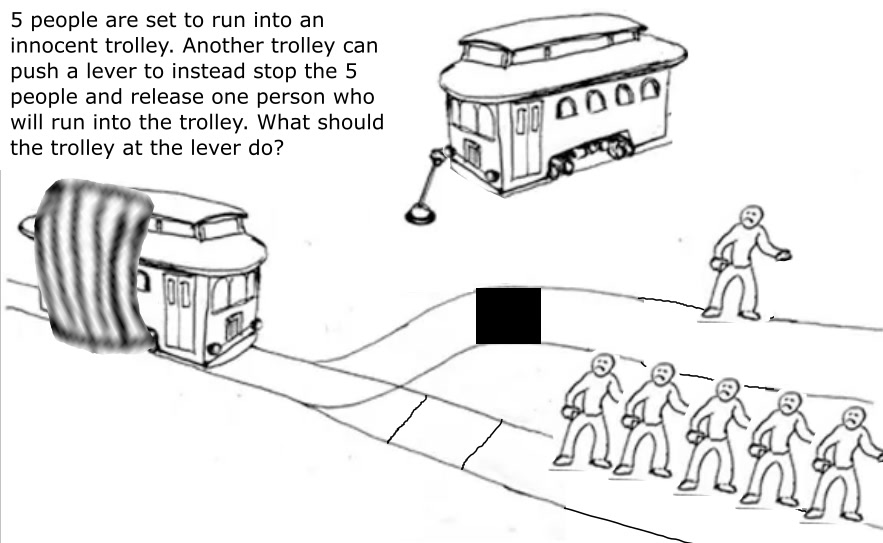 5 people are set to run into an
innocent trolley. Another trolley can
push a lever to instead stop the 5
people and release one person who
will run into the trolley. What should
the trolley at the lever do?